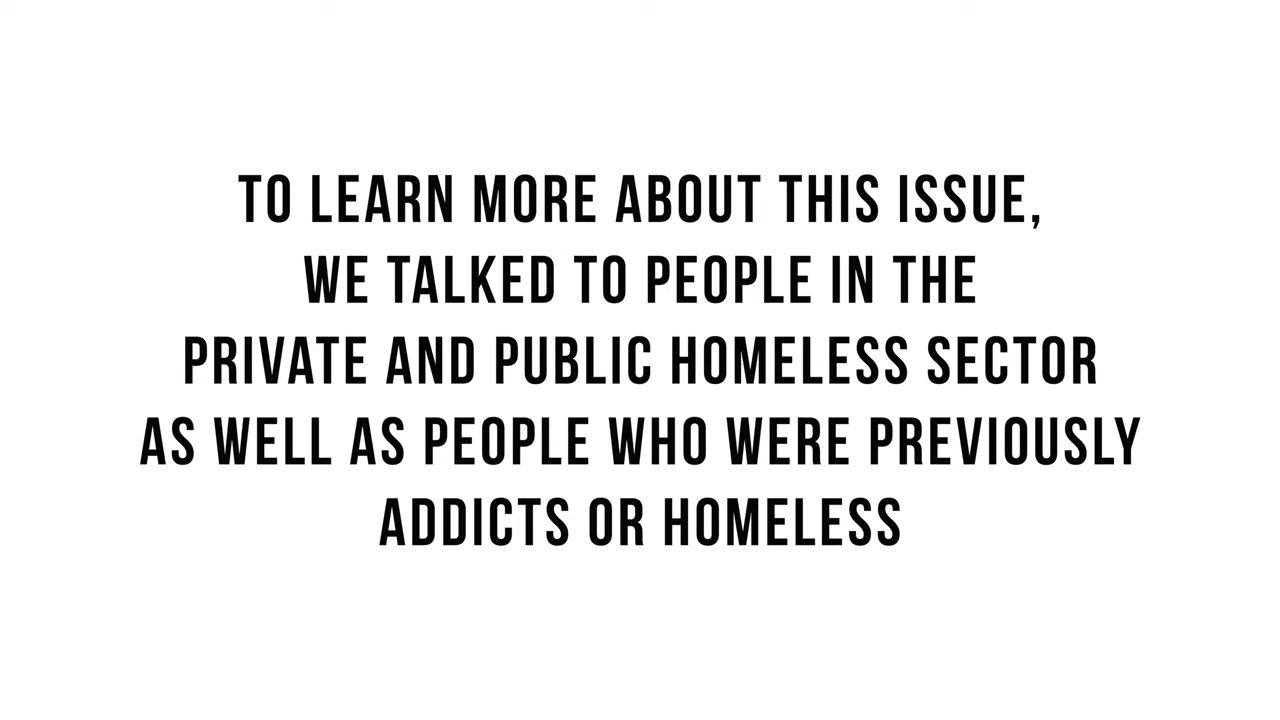 TO LEARN MORE ABOUT THIS ISSUE,
WE TALKED TO PEOPLE IN THE
PRIVATE AND PUBLIC HOMELESS SECTOR
AS WELL AS PEOPLE WHO WERE PREVIOUSLY
ADDICTS OR HOMELESS